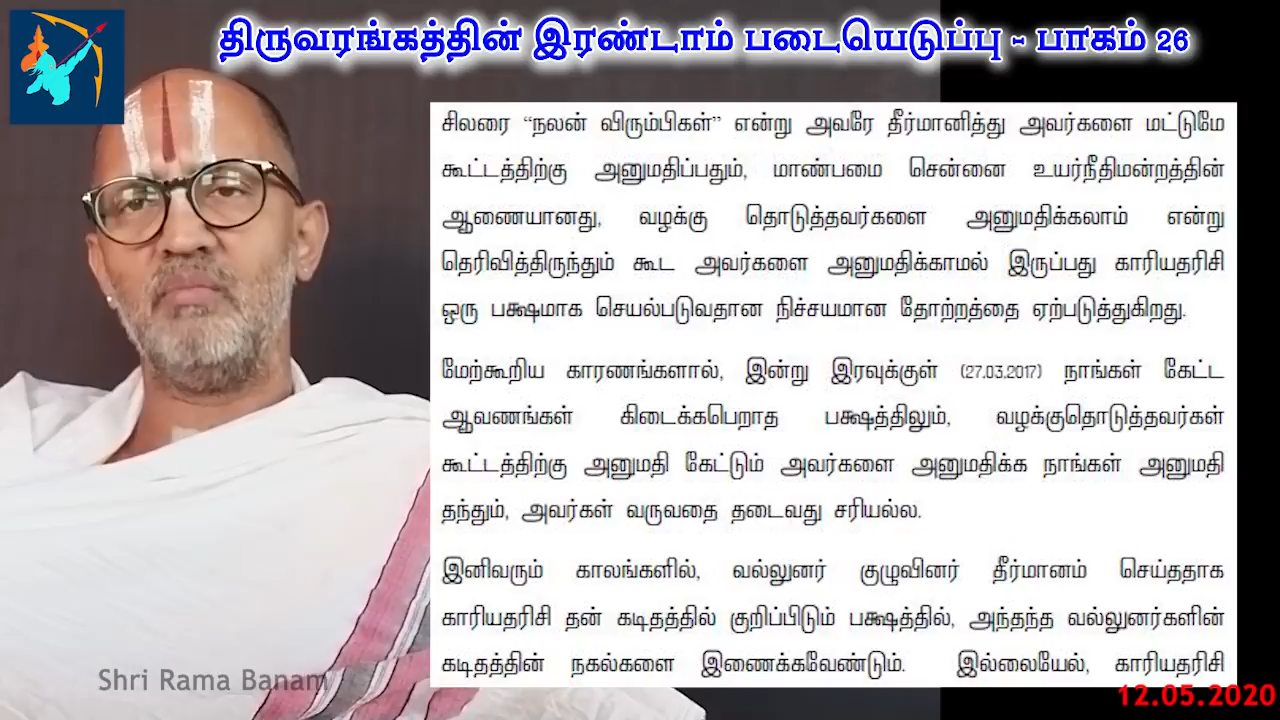 திருவரங்கத்தின் இரண்டாம் படையெடுப்பு - பாகம் 26
சிலரை “நலன் விரும்பிகள்” என்று அவரே தீர்மானித்து அவர்களை மட்டுமே
கூட்டத்திற்கு அனுமதிப்பதும், மாண்பமை சென்னை உயர்நீதிமன்றத்தின்
ஆணையானது, வழக்கு தொடுத்தவர்களை அனுமதிக்கலாம் என்று
தெரிவித்திருந்தும் கூட அவர்களை அனுமதிக்காமல் இருப்பது காரியதரிசி
ஒரு பக்ஷமாக செயல்படுவதான நிச்சயமான தோற்றத்தை ஏற்படுத்துகிறது.
மேற்கூறிய காரணங்களால், இன்று இரவுக்குள் (27.03.2017) நாங்கள் கேட்ட
ஆவணங்கள் கிடைக்கபெறாத பக்ஷத்திலும், வழக்குதொடுத்தவர்கள்
கூட்டத்திற்கு அனுமதி கேட்டும் அவர்களை அனுமதிக்க நாங்கள் அனுமதி
தந்தும், அவர்கள் வருவதை தடைவது சரியல்ல.
இனிவரும் காலங்களில், வல்லுனர் குழுவினர் தீர்மானம் செய்ததாக
காரியதரிசி தன் கடிதத்தில் குறிப்பிடும் பக்ஷத்தில், அந்தந்த வல்லுனர்களின்
கடிதத்தின் நகல்களை இணைக்கவேண்டும். இல்லையேல், காரியதரிசி
Shri Rama Banam
12.05.2020